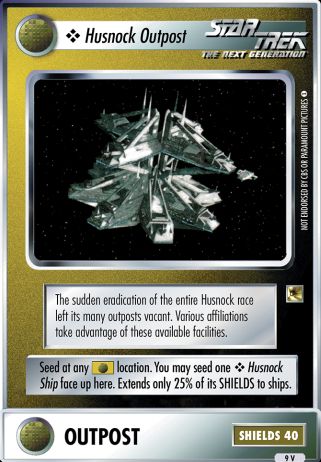 ❖ Husnock Outpost
STAR TREK
THE NEXT GENERATION
NOT ENDORSED BY CBS OR PARAMOUNT PICTURES
The sudden eradication of the entire Husnock race
left its many outposts vacant. Various affiliations
take advantage of these available facilities.
Seed at any location. You may seed one ❖ Husnock
Ship face up here. Extends only 25% of its SHIELDS to ships.
OUTPOST
SHIELDS 40
9 V